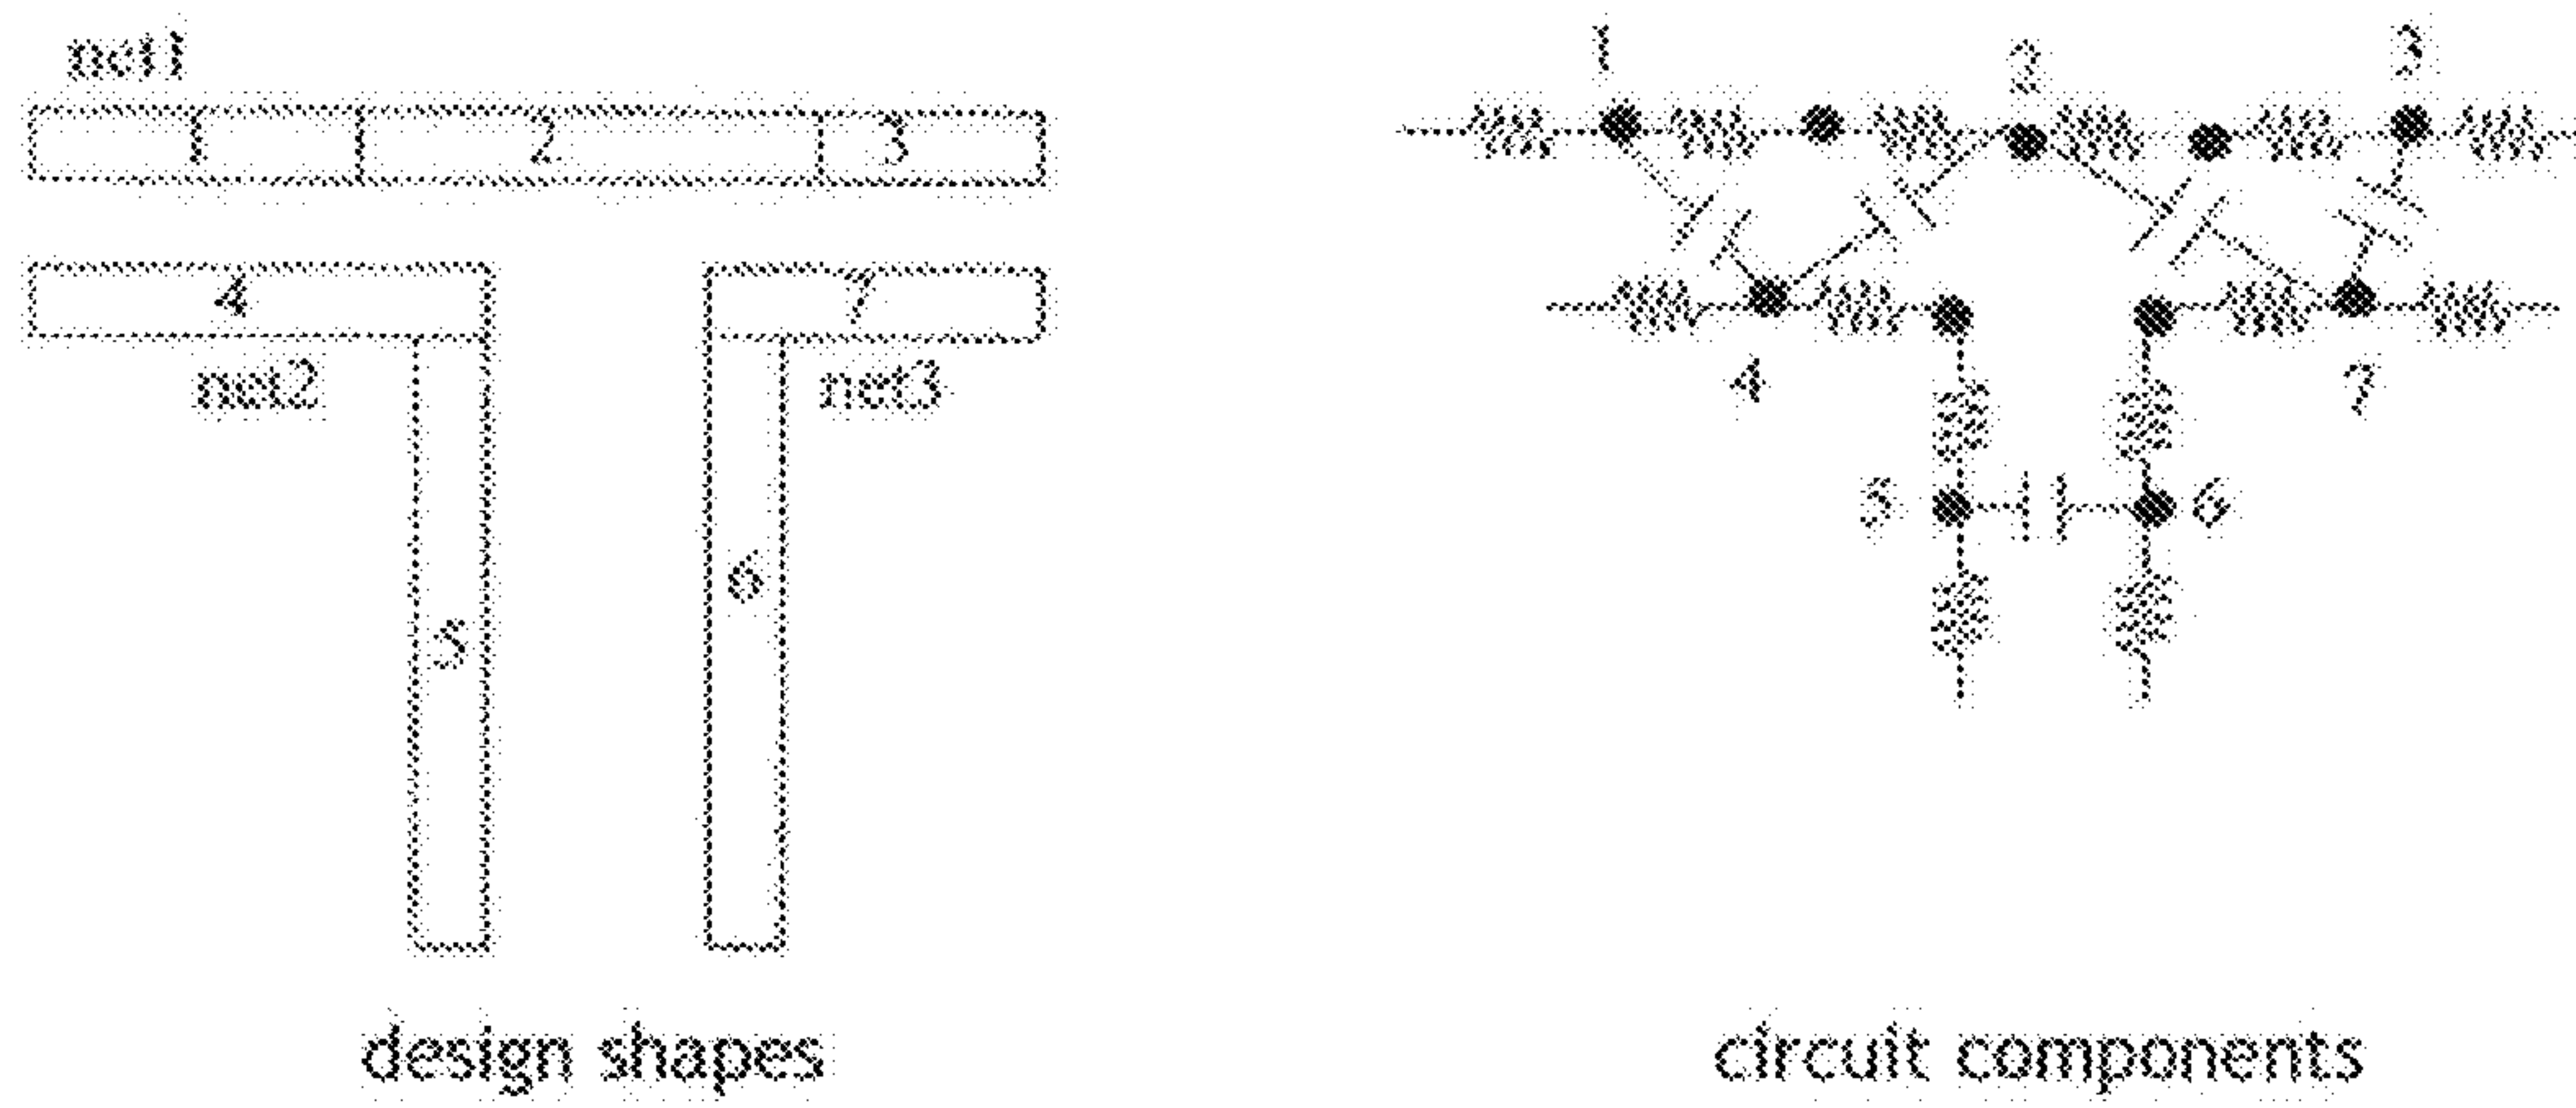 net1
1 2 3
4 7
net2 net3
6
5
design shapes
1 2 3
4 7
5 6
circuit components